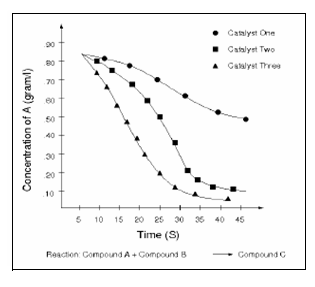 Catalyst One
Catalyst Two
Catalyst Three
Concentration of A (gram/l)
.90
.80
.70
.60
.50
.40
.30
.20
.10
5 10 15 20 25 30 35 40 45
Time (S)
Reaction: Compound A + Compound B → Compound C